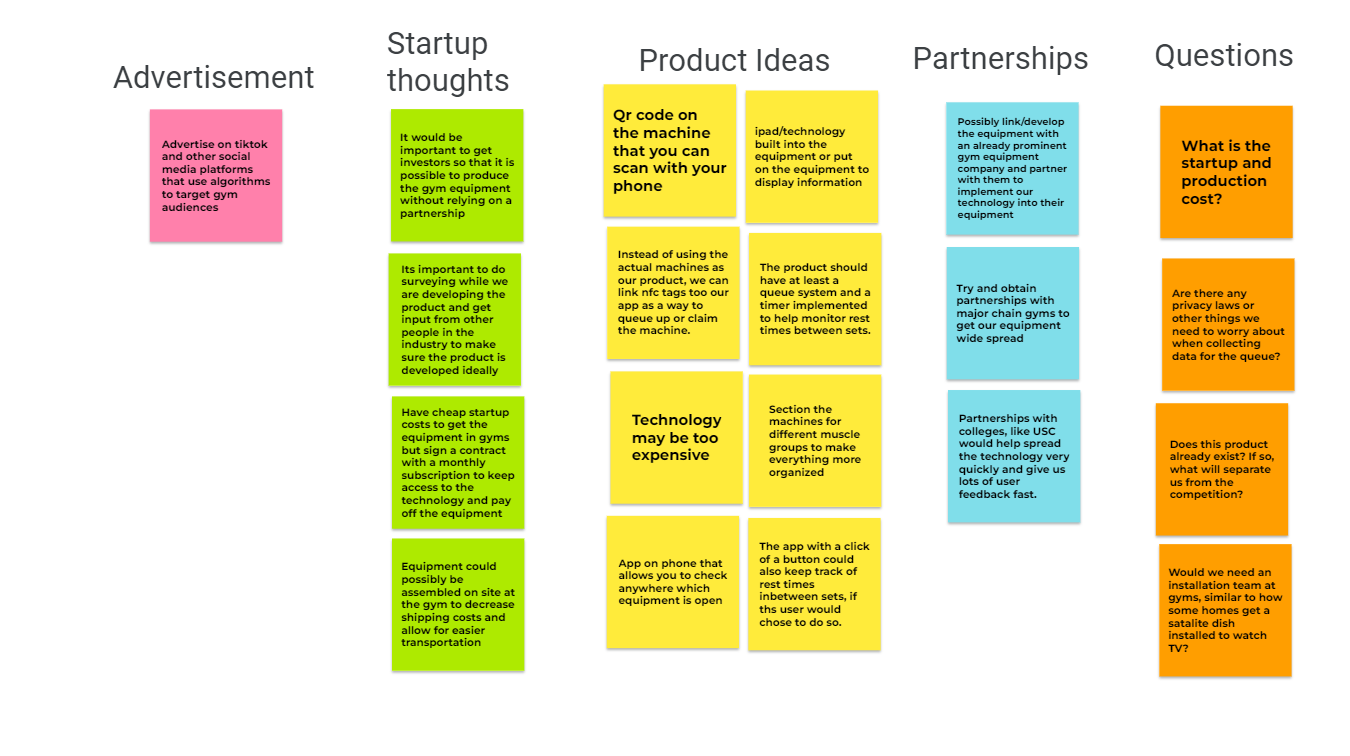 Advertisement
Advertise on tiktok
and other social
media platforms
that use algorithms
to target gym
audiences
Startup
thoughts
It would be
important to get
investors so that it is
possible to produce
the gym equipment
without relying on a
partnership
Its important to do
surveying while we
are developing the
product and get
input from other
people in the
industry to make
sure the product is
developed ideally
Have cheap startup
costs to get the
equipment in gyms
but sign a contract
with a monthly
subscription to keep
access to the
technology and pay
off the equipment
Equipment could
possibly be
assembled on site at
the gym to decrease
shipping costs and
allow for easier
transportation
Product Ideas
Qr code on
the machine
that you can
scan with your
phone
ipad/technology
built into the
equipment or put
on the equipment to
display information
Instead of using the
actual machines as
our product, we can
link nfc tags too our
app as a way to
queue up or claim
the machine.
The product should
have at least a
queue system and a
timer implemented
to help monitor rest
times between sets.
Technology
may be too
expensive
Section the
machines for
different muscle
groups to make
everything more
organized
App on phone that
allows you to check
anywhere which
equipment is open
The app with a click
of a button could
also keep track of
rest times
inbetween sets, if
ths user would
chose to do so.
Partnerships
Possibly link/develop
the equipment with
an already prominent
gym equipment
company and partner
with them to
implement our
technology into their
equipment
Try and obtain
partnerships with
major chain gyms to
get our equipment
wide spread
Partnerships with
colleges, like USC
would help spread
the technology very
quickly and give us
lots of user
feedback fast.
Questions
What is the
startup and
production
cost?
Are there any
privacy laws or
other things we
need to worry about
when collecting
data for the queue?
Does this product
already exist? If so,
what will separate
us from the
competition?
Would we need an
installation team at
gyms, similar to how
some homes get a
satalite dish
installed to watch
TV?